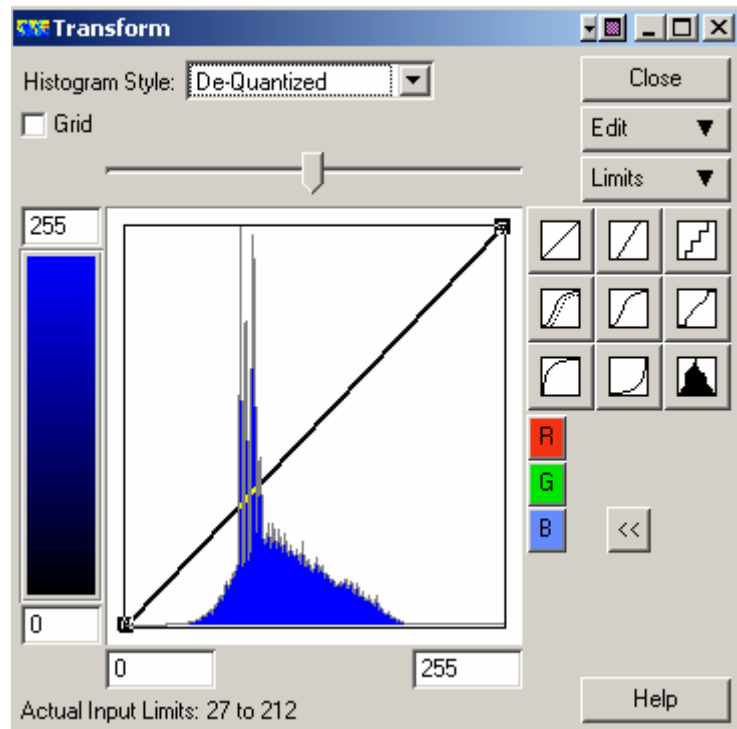 Transform
Histogram Style: De-Quantized
Close
Grid
Edit
Limits
255
R
G
B
<<
0
0
255
Actual Input Limits: 27 to 212
Help